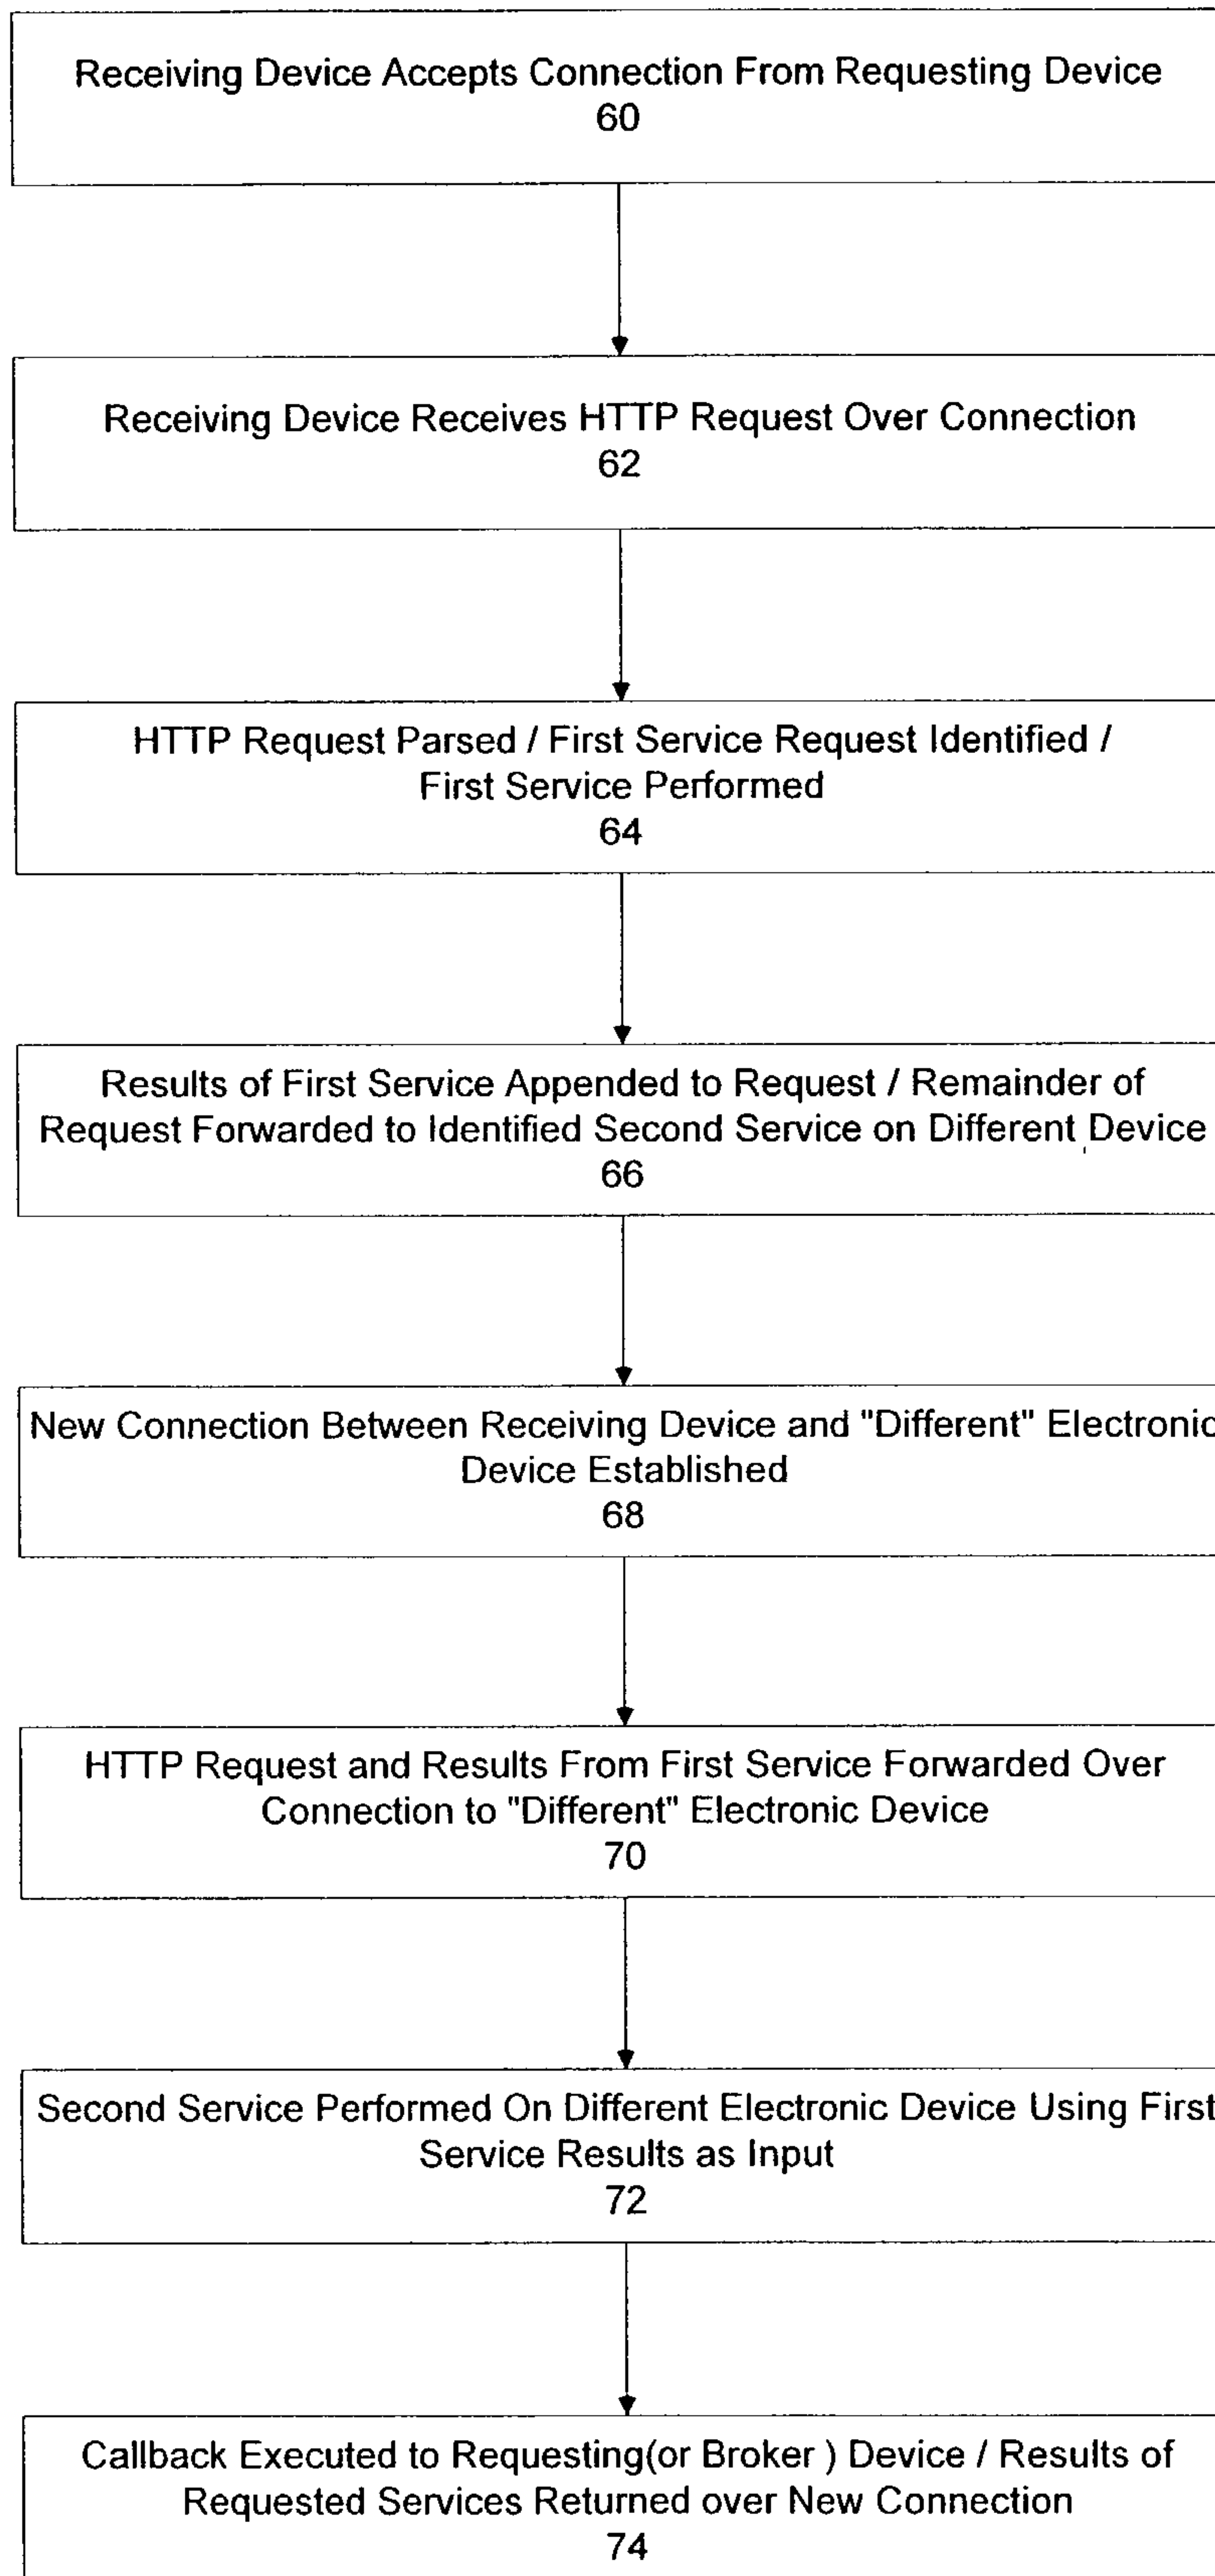 Receiving Device Accepts Connection From Requesting Device
60
Receiving Device Receives HTTP Request Over Connection
62
HTTP Request Parsed / First Service Request Identified /
First Service Performed
64
Results of First Service Appended to Request / Remainder of
Request Forwarded to Identified Second Service on Different Device
66
New Connection Between Receiving Device and "Different" Electronic
Device Established
68
HTTP Request and Results From First Service Forwarded Over
Connection to "Different" Electronic Device
70
Second Service Performed On Different Electronic Device Using First
Service Results as Input
72
Callback Executed to Requesting(or Broker ) Device / Results of
Requested Services Returned over New Connection
74